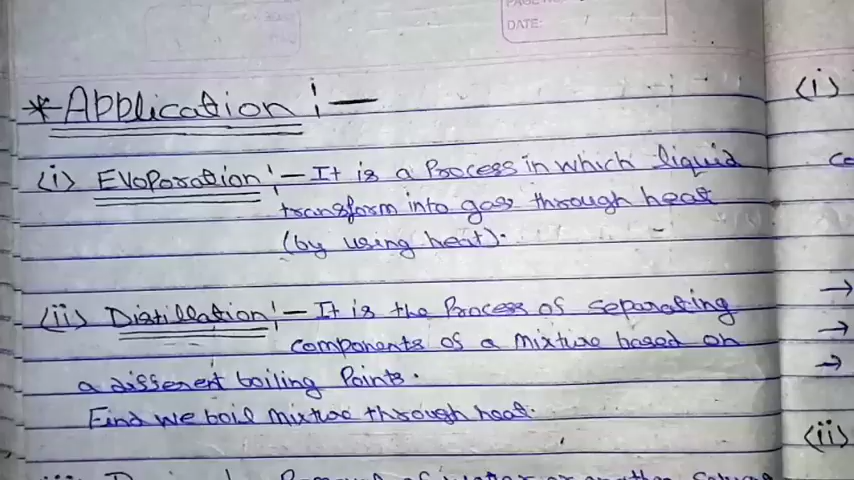 PAGE NO.
DATE:
* Application :-
(i) Evaporation :- It is a Process in which liquid
transform into gas through heat
(by using heat).
(ii) Distillation :- It is the Process of separating
components of a mixture based on
a different boiling Points.
Find we boil mixture through heat.
(i)
(ii)